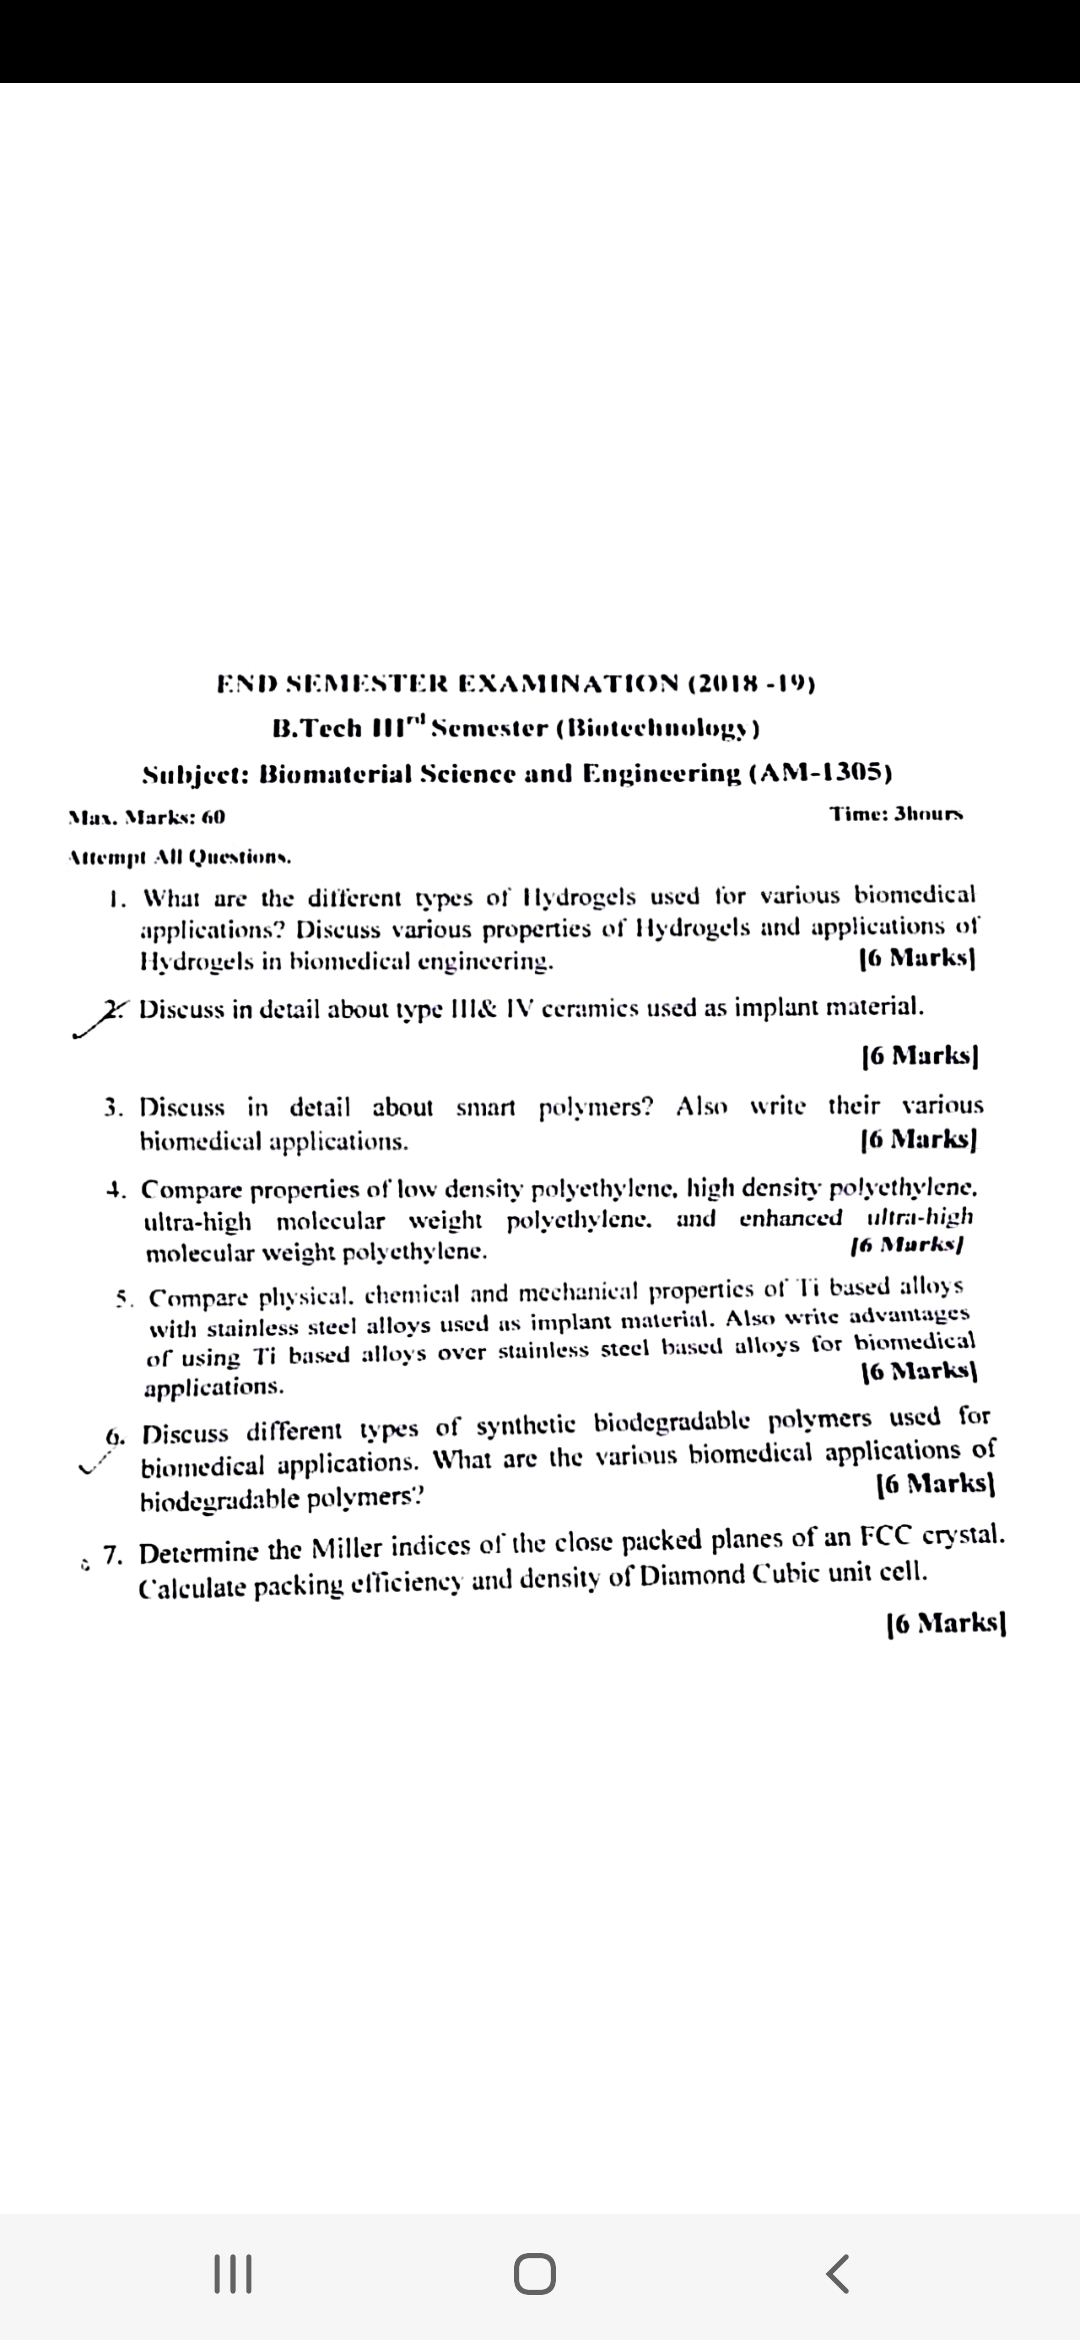 END SEMESTER EXAMINATION (2018 -19)
B.Tech IIIrd Semester (Biotechnology)
Subject: Biomaterial Science and Engineering (AM-1305)
Max. Marks: 60 Time: 3hours
Attempt All Questions.
1. What are the different types of Hydrogels used for various biomedical
applications? Discuss various properties of Hydrogels and applications of
Hydrogels in biomedical engineering. [6 Marks]
2. Discuss in detail about type III& IV ceramics used as implant material.
[6 Marks]
3. Discuss in detail about smart polymers? Also write their various
biomedical applications. [6 Marks]
4. Compare properties of low density polyethylene, high density polyethylene,
ultra-high molecular weight polyethylene, and enhanced ultra-high
molecular weight polyethylene. [6 Marks]
5. Compare physical, chemical and mechanical properties of Ti based alloys
with stainless steel alloys used as implant material. Also write advantages
of using Ti based alloys over stainless steel based alloys for biomedical
applications. [6 Marks]
6. Discuss different types of synthetic biodegradable polymers used for
biomedical applications. What are the various biomedical applications of
biodegradable polymers? [6 Marks]
7. Determine the Miller indices of the close packed planes of an FCC crystal.
Calculate packing efficiency and density of Diamond Cubic unit cell.
[6 Marks]